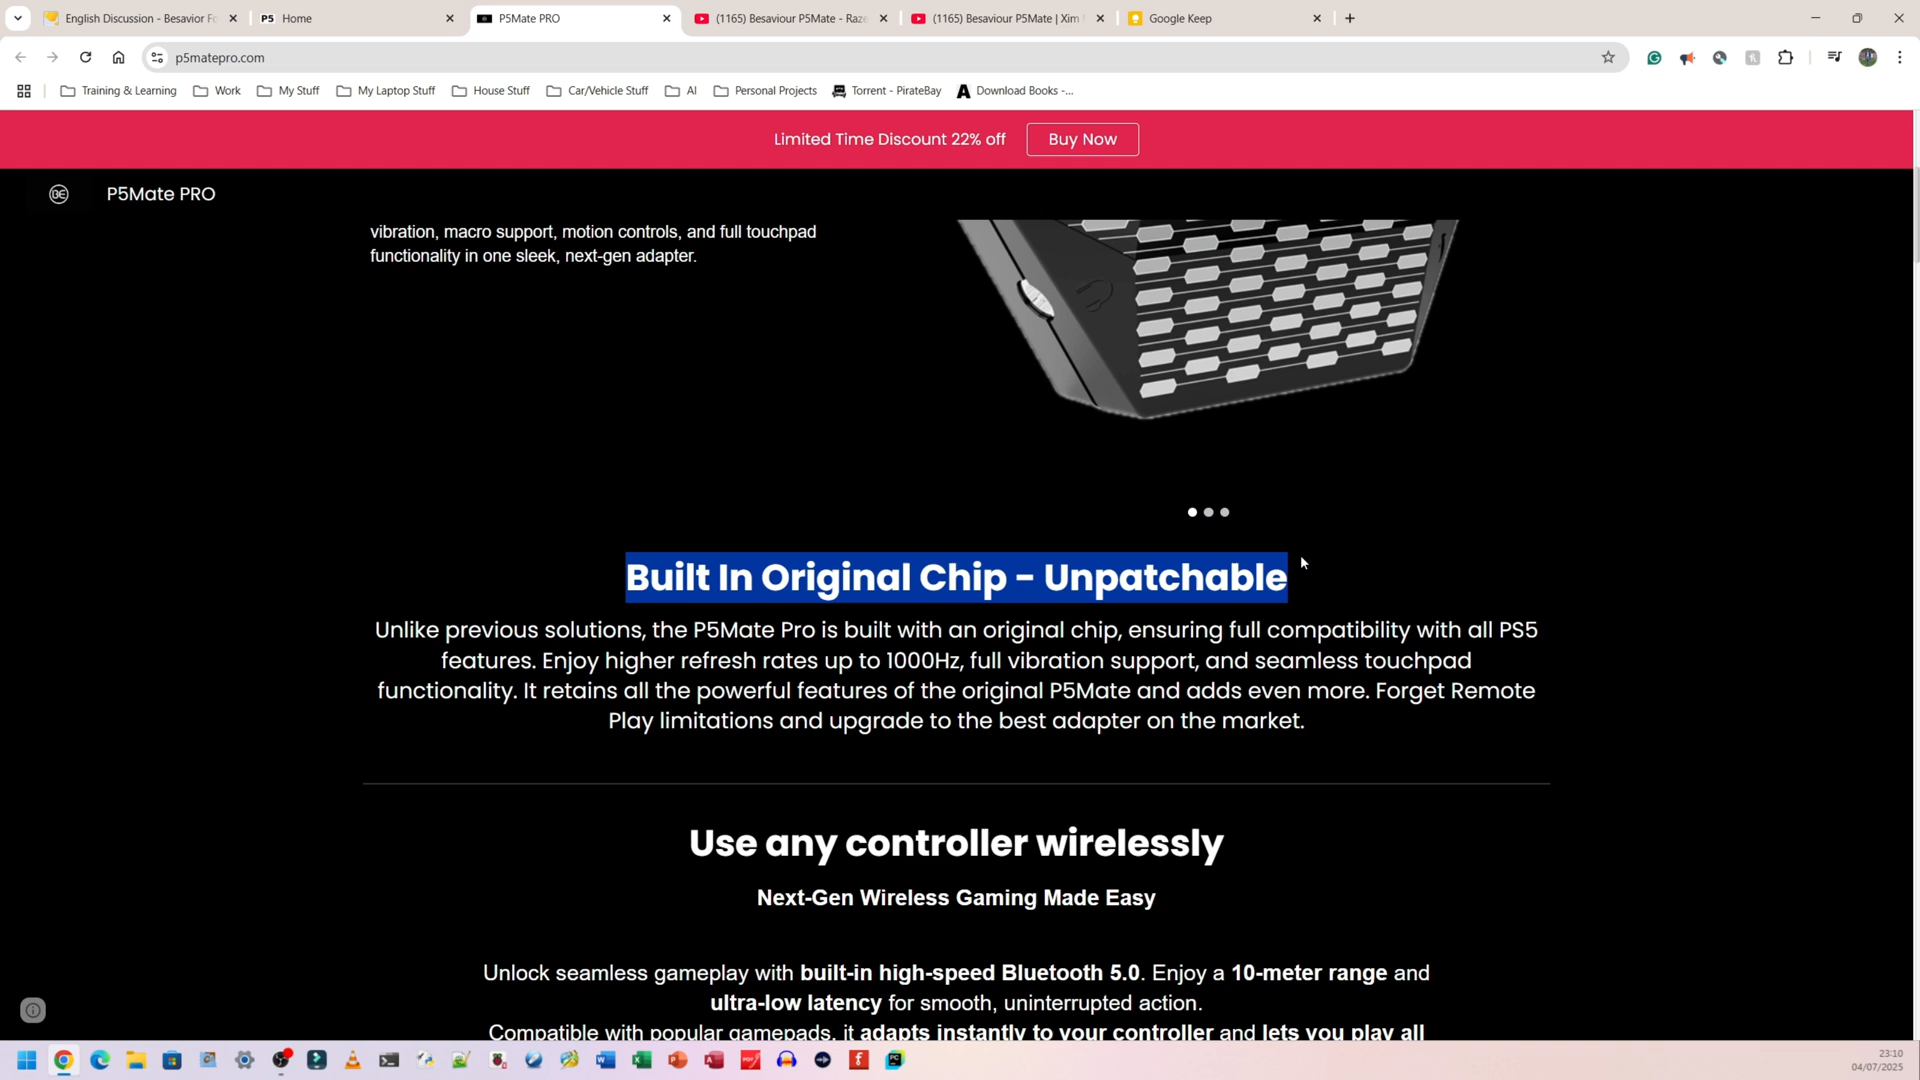 English Discussion - Besavior Fo
Home
P5Mate PRO
(1165) Besaviour P5Mate - Raze
(1165) Besaviour P5Mate | Xim
Google Keep
p5matepro.com
Training & Learning
Work
My Stuff
My Laptop Stuff
House Stuff
Car/Vehicle Stuff
AI
Personal Projects
Torrent - PirateBay
Download Books -...
Limited Time Discount 22% off
Buy Now
P5Mate PRO
vibration, macro support, motion controls, and full touchpad
functionality in one sleek, next-gen adapter.
Built In Original Chip - Unpatchable
Unlike previous solutions, the P5Mate Pro is built with an original chip, ensuring full compatibility with all PS5
features. Enjoy higher refresh rates up to 1000Hz, full vibration support, and seamless touchpad
functionality. It retains all the powerful features of the original P5Mate and adds even more. Forget Remote
Play limitations and upgrade to the best adapter on the market.
Use any controller wirelessly
Next-Gen Wireless Gaming Made Easy
Unlock seamless gameplay with built-in high-speed Bluetooth 5.0. Enjoy a 10-meter range and
ultra-low latency for smooth, uninterrupted action.
Compatible with popular gamepads, it adapts instantly to your controller and lets you play all
23:10
04/07/2025